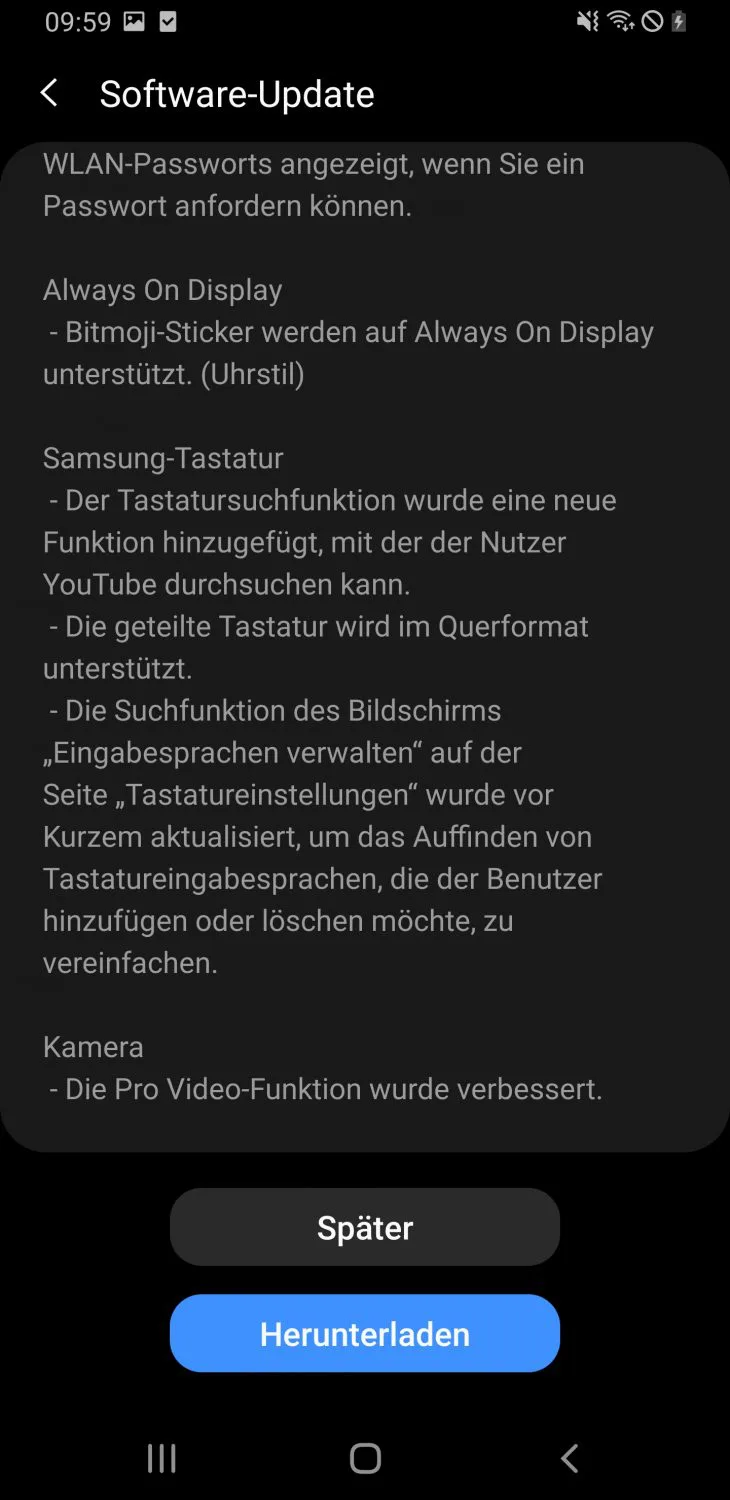 09:59
Software-Update
WLAN-Passworts angezeigt, wenn Sie ein
Passwort anfordern können.
Always On Display
- Bitmoji-Sticker werden auf Always On Display
unterstützt. (Uhrstil)
Samsung-Tastatur
- Der Tastatursuchfunktion wurde eine neue
Funktion hinzugefügt, mit der der Nutzer
YouTube durchsuchen kann.
- Die geteilte Tastatur wird im Querformat
unterstützt.
- Die Suchfunktion des Bildschirms
„Eingabesprachen verwalten“ auf der
Seite „Tastatureinstellungen“ wurde vor
Kurzem aktualisiert, um das Auffinden von
Tastatureingabesprachen, die der Benutzer
hinzufügen oder löschen möchte, zu
vereinfachen.
Kamera
- Die Pro Video-Funktion wurde verbessert.
Später
Herunterladen